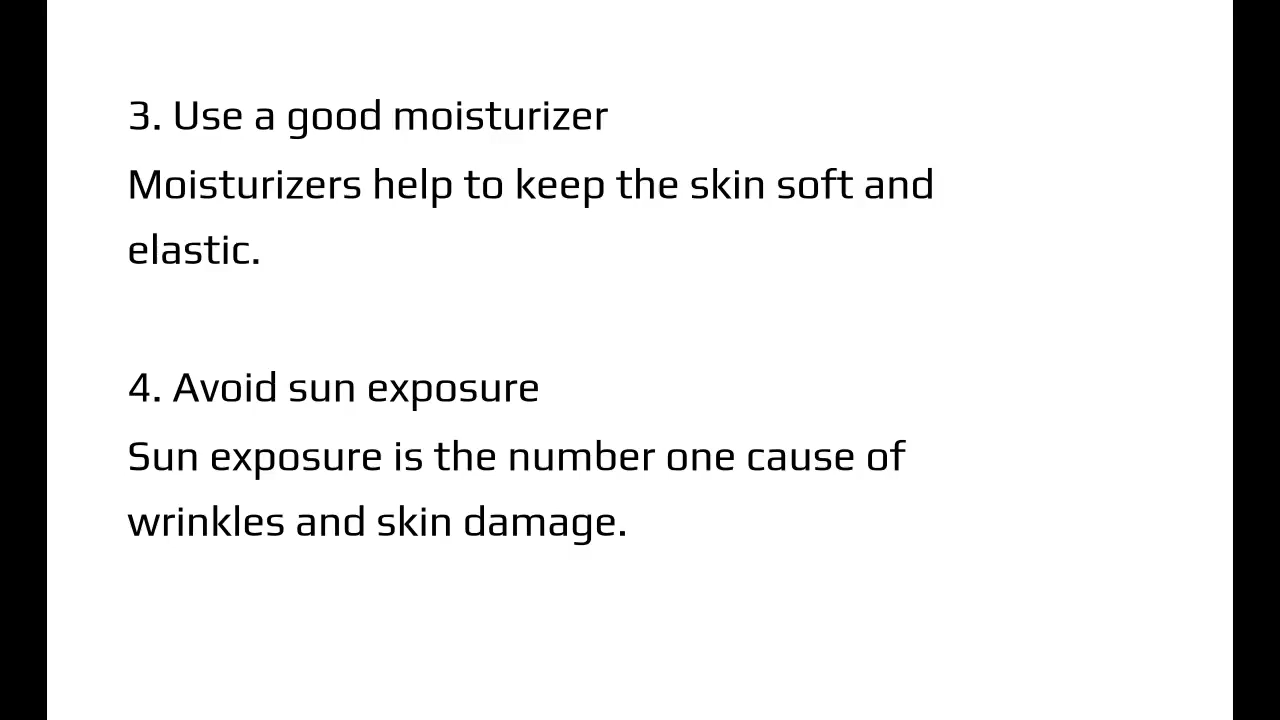 3. Use a good moisturizer
Moisturizers help to keep the skin soft and
elastic.
4. Avoid sun exposure
Sun exposure is the number one cause of
wrinkles and skin damage.